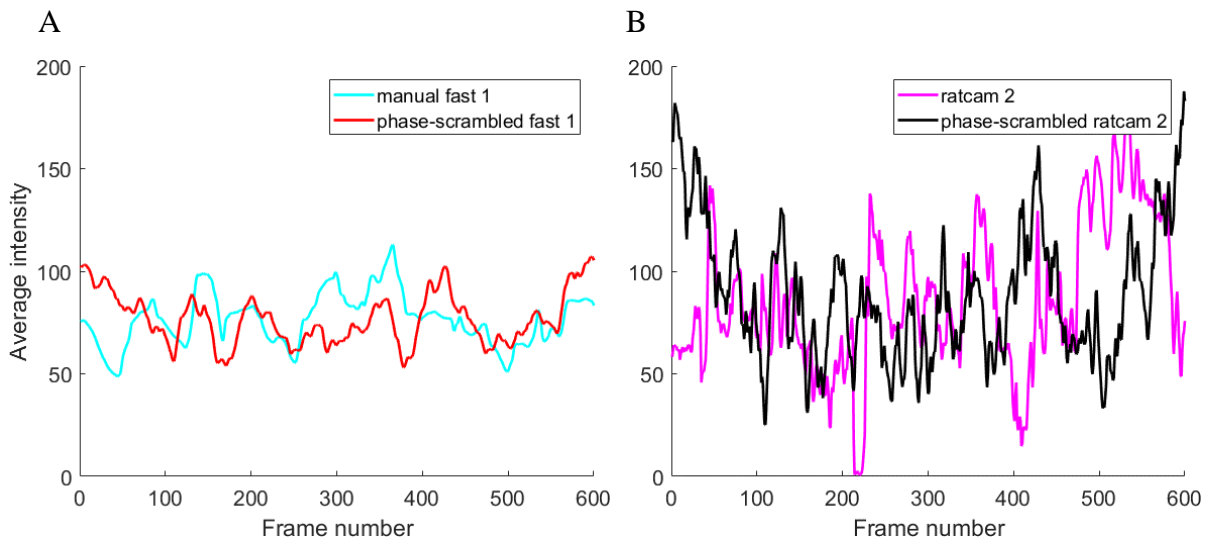 A
200
150
100
50
0
Average intensity
manual fast 1
phase-scrambled fast 1
0 100 200 300 400 500 600
Frame number
B
200
150
100
50
0
ratcam 2
phase-scrambled ratcam 2
0 100 200 300 400 500 600
Frame number